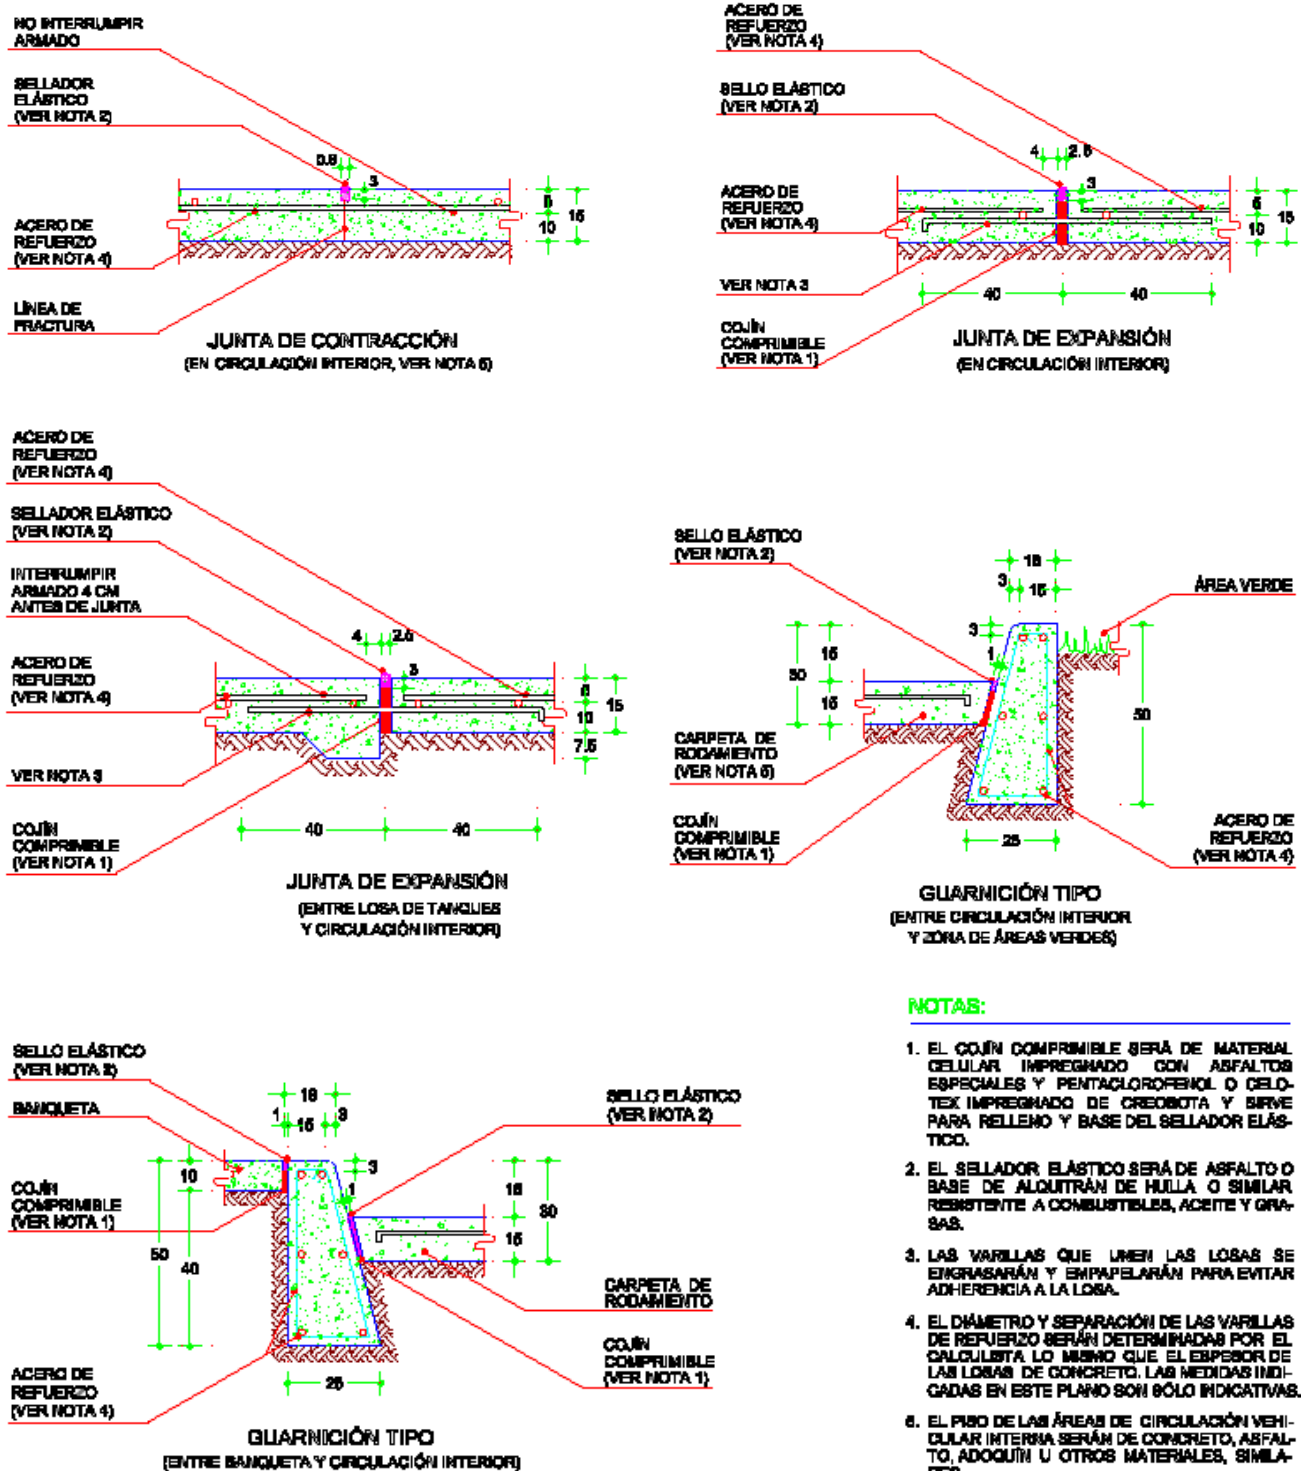 NO INTERRUMPIR
ARMADO
SELLADOR
ELÁSTICO
(VER NOTA 2)
ACERO DE
REFUERZO
(VER NOTA 4)
LÍNEA DE
FRACTURA
0.6
3
5
10
15
JUNTA DE CONTRACCIÓN
(EN CIRCULACIÓN INTERIOR, VER NOTA 5)
ACERO DE
REFUERZO
(VER NOTA 4)
SELLO ELÁSTICO
(VER NOTA 2)
ACERO DE
REFUERZO
(VER NOTA 4)
VER NOTA 3
COJÍN
COMPRIMIBLE
(VER NOTA 1)
4
2.5
3
5
10
15
40
40
JUNTA DE EXPANSIÓN
(EN CIRCULACIÓN INTERIOR)
ACERO DE
REFUERZO
(VER NOTA 4)
SELLADOR ELÁSTICO
(VER NOTA 2)
INTERRUMPIR
ARMADO 4 CM
ANTES DE JUNTA
ACERO DE
REFUERZO
(VER NOTA 4)
VER NOTA 3
COJÍN
COMPRIMIBLE
(VER NOTA 1)
4
2.5
3
5
10
15
7.5
40
40
JUNTA DE EXPANSIÓN
(ENTRE LOSA DE TANQUES
Y CIRCULACIÓN INTERIOR)
SELLO ELÁSTICO
(VER NOTA 2)
CARPETA DE
RODAMIENTO
(VER NOTA 5)
COJÍN
COMPRIMIBLE
(VER NOTA 1)
18
3
15
3
1
15
30
15
50
25
ÁREA VERDE
ACERO DE
REFUERZO
(VER NOTA 4)
GUARNICIÓN TIPO
(ENTRE CIRCULACIÓN INTERIOR
Y ZONA DE ÁREAS VERDES)
SELLO ELÁSTICO
(VER NOTA 2)
BANQUETA
COJÍN
COMPRIMIBLE
(VER NOTA 1)
ACERO DE
REFUERZO
(VER NOTA 4)
18
1
15
3
3
1
10
50
40
15
30
15
25
SELLO ELÁSTICO
(VER NOTA 2)
CARPETA DE
RODAMIENTO
COJÍN
COMPRIMIBLE
(VER NOTA 1)
GUARNICIÓN TIPO
(ENTRE BANQUETA Y CIRCULACIÓN INTERIOR)
NOTAS:
1. EL COJÍN COMPRIMIBLE SERÁ DE MATERIAL
CELULAR IMPREGNADO CON ASFALTOS
ESPECIALES Y PENTACLOROFENOL O CELO-
TEX IMPREGNADO DE CREOSOTA Y SIRVE
PARA RELLENO Y BASE DEL SELLADOR ELÁS-
TICO.
2. EL SELLADOR ELÁSTICO SERÁ DE ASFALTO O
BASE DE ALQUITRÁN DE HULLA O SIMILAR
RESISTENTE A COMBUSTIBLES, ACEITE Y GRA-
SAS.
3. LAS VARILLAS QUE UNEN LAS LOSAS SE
ENGRASARÁN Y EMPAPELARÁN PARA EVITAR
ADHERENCIA A LA LOSA.
4. EL DIÁMETRO Y SEPARACIÓN DE LAS VARILLAS
DE REFUERZO SERÁN DETERMINADAS POR EL
CALCULISTA LO MISMO QUE EL ESPESOR DE
LAS LOSAS DE CONCRETO. LAS MEDIDAS INDI-
CADAS EN ESTE PLANO SON SÓLO INDICATIVAS.
5. EL PISO DE LAS ÁREAS DE CIRCULACIÓN VEHI-
CULAR INTERNA SERÁN DE CONCRETO, ASFAL-
TO, ADOQUÍN U OTROS MATERIALES, SIMILA-